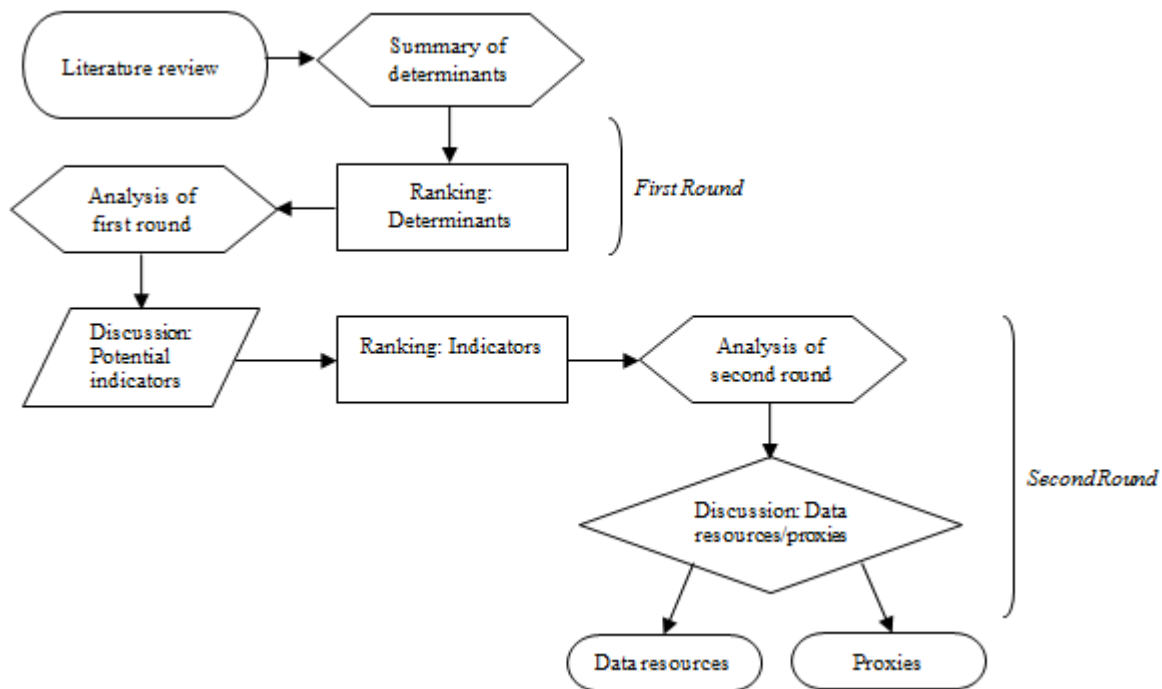 Literature review
Summary of
determinants
Ranking:
Determinants
First Round
Analysis of
first round
Discussion:
Potential
indicators
Ranking: Indicators
Analysis of
second round
Discussion: Data
resources/proxies
Second Round
Data resources
Proxies